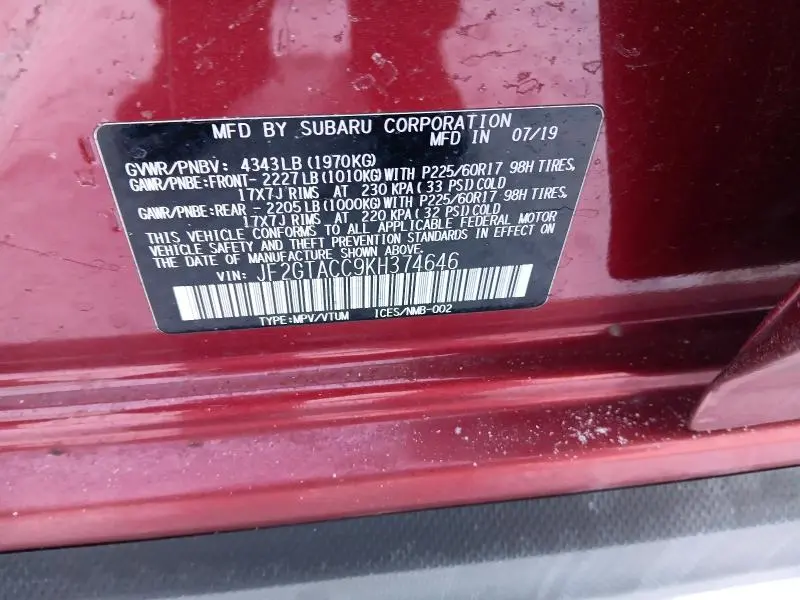 MFD BY SUBARU CORPORATION
MFD IN 07/19
GVWR/PNBV: 4343LB(1970KG)
GAWR/PNBE:FRONT- 2227LB(1010KG)WITH P225/60R17 98H TIRES,
17X7J RIMS AT 230 KPA(33 PSI)COLD
GAWR/PNBE:REAR - 2205LB(1000KG)WITH P225/60R17 98H TIRES,
17X7J RIMS AT 220 KPA(32 PSI)COLD
THIS VEHICLE CONFORMS TO ALL APPLICABLE FEDERAL MOTOR
VEHICLE SAFETY AND THEFT PREVENTION STANDARDS IN EFFECT ON
THE DATE OF MANUFACTURE SHOWN ABOVE.
VIN: JF2GTACC9KH374646
TYPE:MPV/VTUM ICES/NMB-002